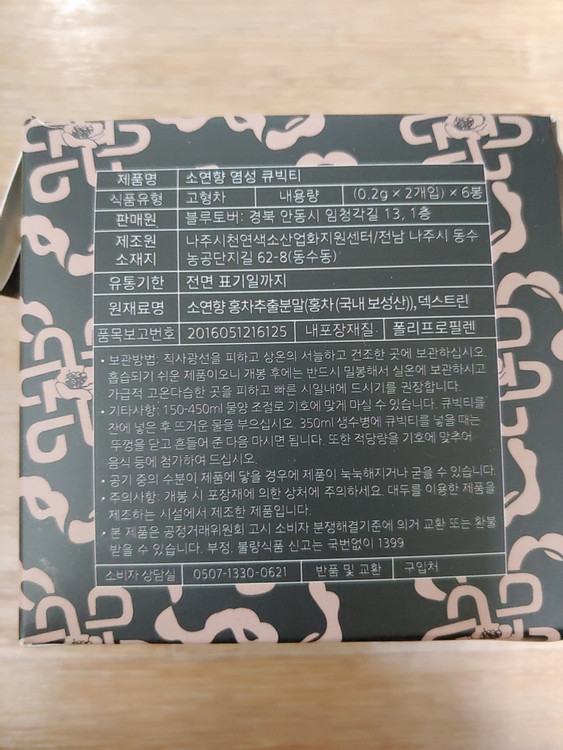 제품명 소연향 염성 큐빅티
식품유형 고형차 내용량 (0.2g × 2개입) × 6봉
판매원 블루토버: 경북 안동시 임청각길 13, 1층
제조원 나주시천연색소산업화지원센터/전남 나주시 동수
소재지 농공단지길 62-8(동수동)
유통기한 전면 표기일까지
원재료명 소연향 홍차추출분말(홍차(국내 보성산)),덱스트린
품목보고번호 2016051216125 내포장재질 폴리프로필렌
• 보관방법: 직사광선을 피하고 상온의 서늘하고 건조한 곳에 보관하십시오.
흡습되기 쉬운 제품이오니 개봉 후에는 반드시 밀봉해서 실온에 보관하시고
가급적 고온다습한 곳을 피하고 빠른 시일내에 드시기를 권장합니다.
• 기타사항: 150-450ml 물양 조절로 기호에 맞게 마실 수 있습니다. 큐빅티를
잔에 넣은 후 뜨거운 물을 부으십시오. 350ml 생수병에 큐빅티를 넣을 때는
뚜껑을 닫고 흔들어 준 다음 마시면 됩니다. 또한 적당량을 기호에 맞추어
음식 등에 첨가하여 드십시오.
• 공기 중의 수분이 제품에 닿을 경우에 제품이 눅눅해지거나 굳을 수 있습니다.
• 주의사항: 개봉 시 포장재에 의한 상처에 주의하세요. 대두를 이용한 제품을
제조하는 시설에서 제조한 제품입니다.
• 본 제품은 공정거래위원회 고시 소비자 분쟁해결기준에 의거 교환 또는 환불
받을 수 있습니다. 부정. 불량식품 신고는 국번없이 1399
소비자 상담실 0507-1330-0621 반품 및 교환 구입처